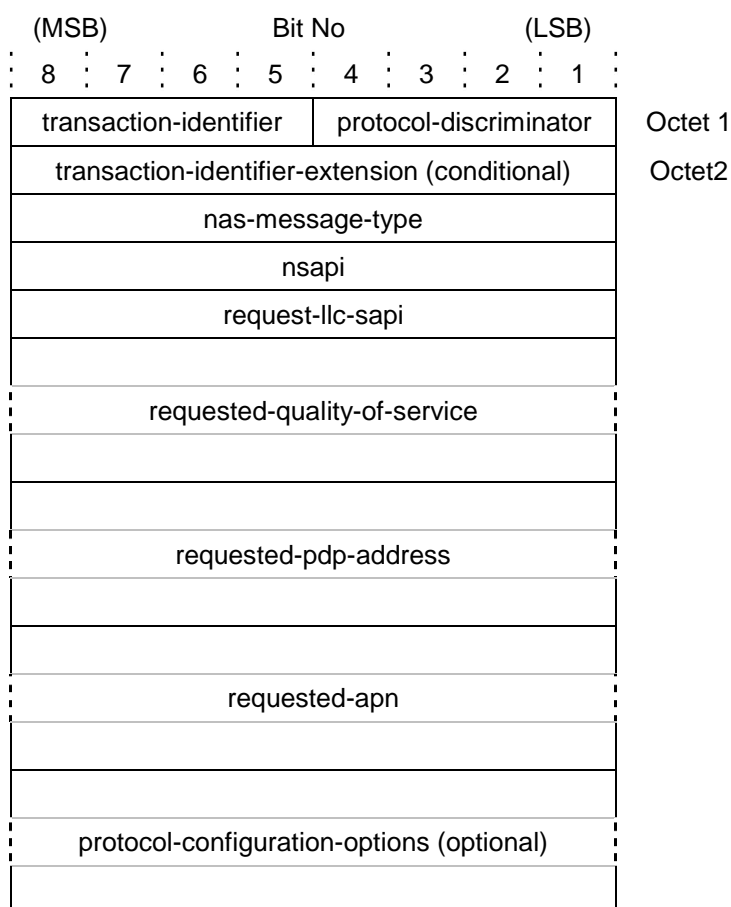 (MSB) Bit No (LSB)
8 7 6 5 4 3 2 1
transaction-identifier protocol-discriminator Octet 1
transaction-identifier-extension (conditional) Octet2
nas-message-type
nsapi
request-llc-sapi
requested-quality-of-service
requested-pdp-address
requested-apn
protocol-configuration-options (optional)